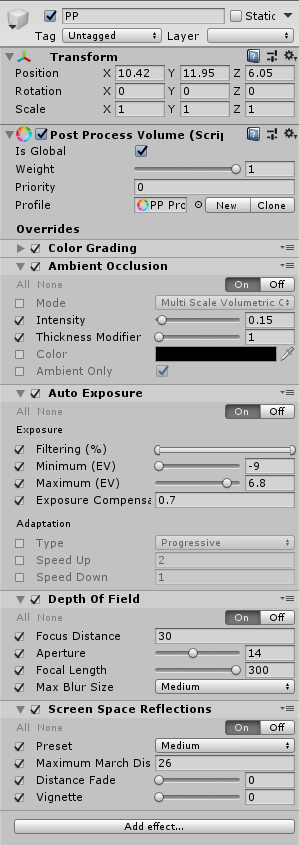 PP Static
Tag Untagged Layer
Transform
Position X 10.42 Y 11.95 Z 6.05
Rotation X 0 Y 0 Z 0
Scale X 1 Y 1 Z 1
Post Process Volume (Scrip
Is Global
Weight 1
Priority 0
Profile PP Pro New Clone
Overrides
Color Grading
Ambient Occlusion
All None On Off
Mode Multi Scale Volumetric O
Intensity 0.15
Thickness Modifier 1
Color
Ambient Only
Auto Exposure
All None On Off
Exposure
Filtering (%)
Minimum (EV) -9
Maximum (EV) 6.8
Exposure Compensa 0.7
Adaptation
Type Progressive
Speed Up 2
Speed Down 1
Depth Of Field
All None On Off
Focus Distance 30
Aperture 14
Focal Length 300
Max Blur Size Medium
Screen Space Reflections
All None On Off
Preset Medium
Maximum March Dis 26
Distance Fade 0
Vignette 0
Add effect...